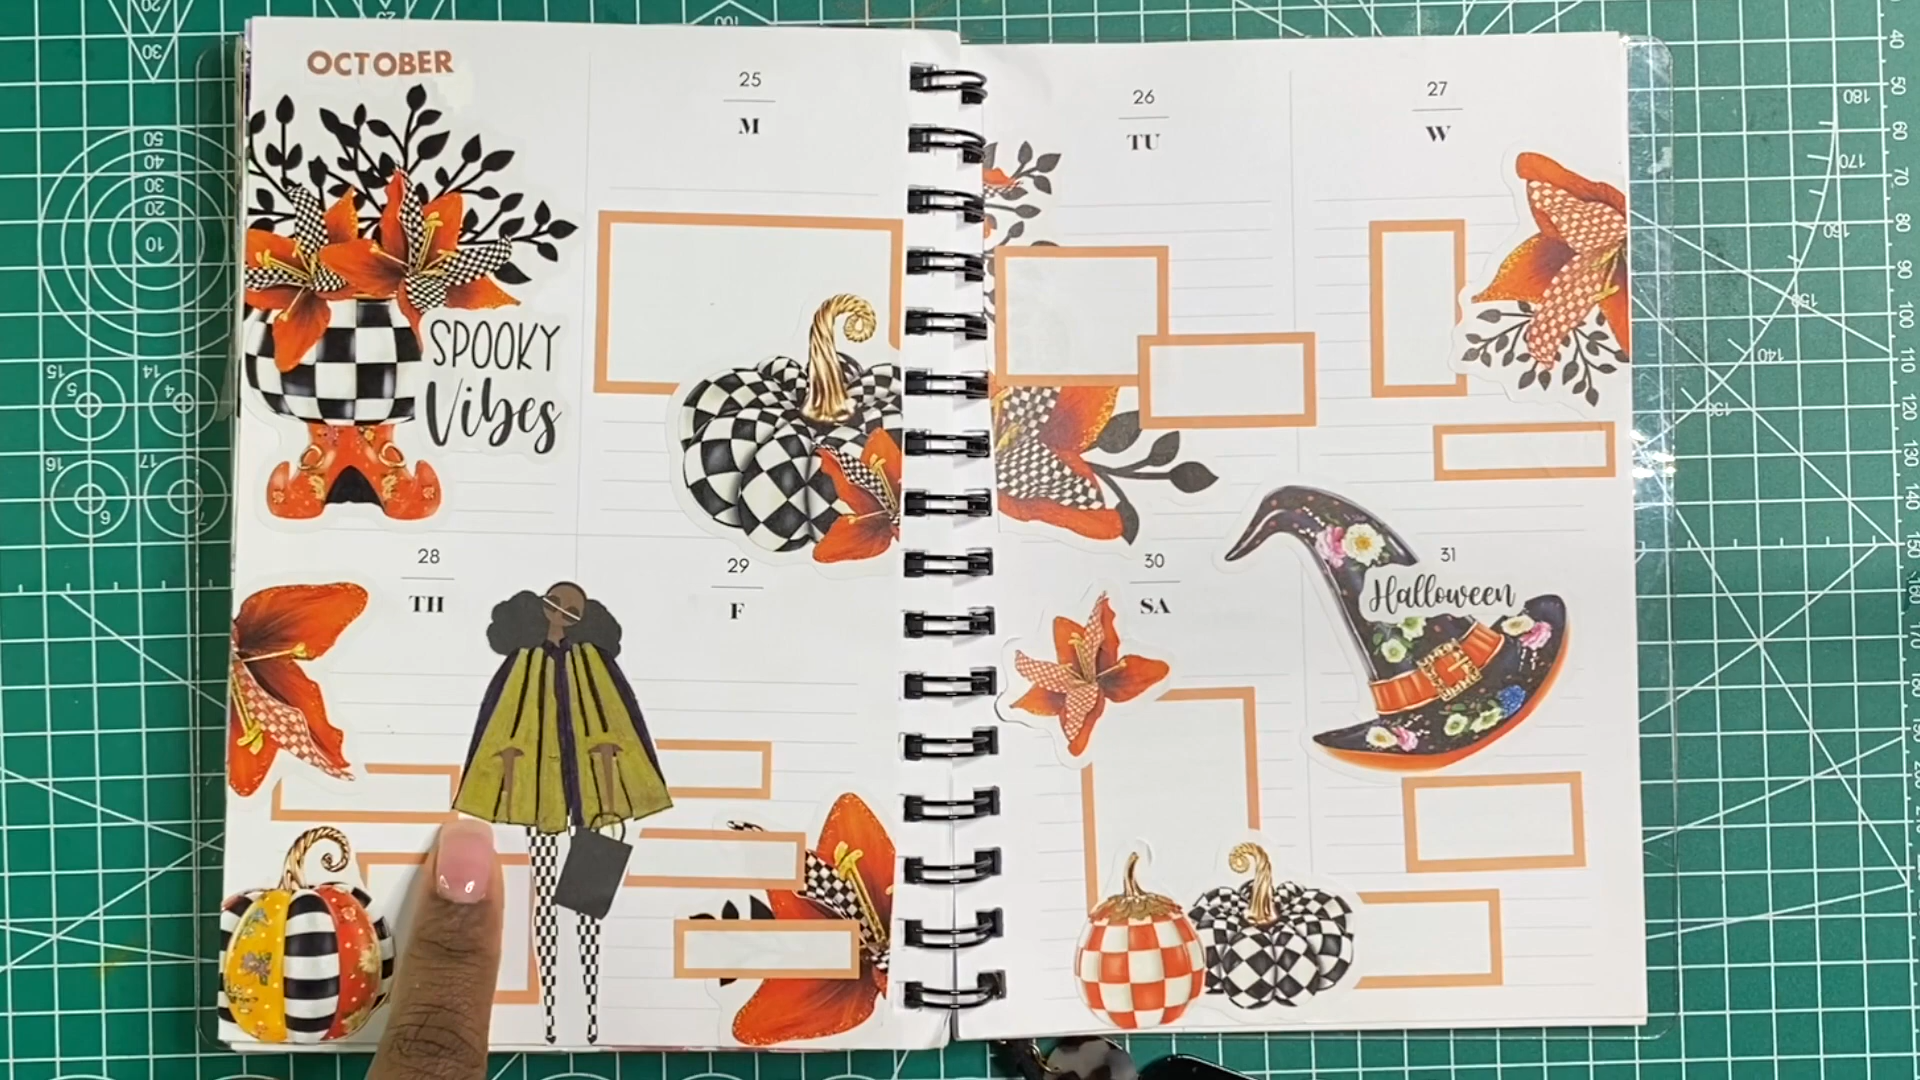 OCTOBER
SPOOKY
Vibes
25
M
26
TU
27
W
28
TH
29
F
30
SA
31
Halloween